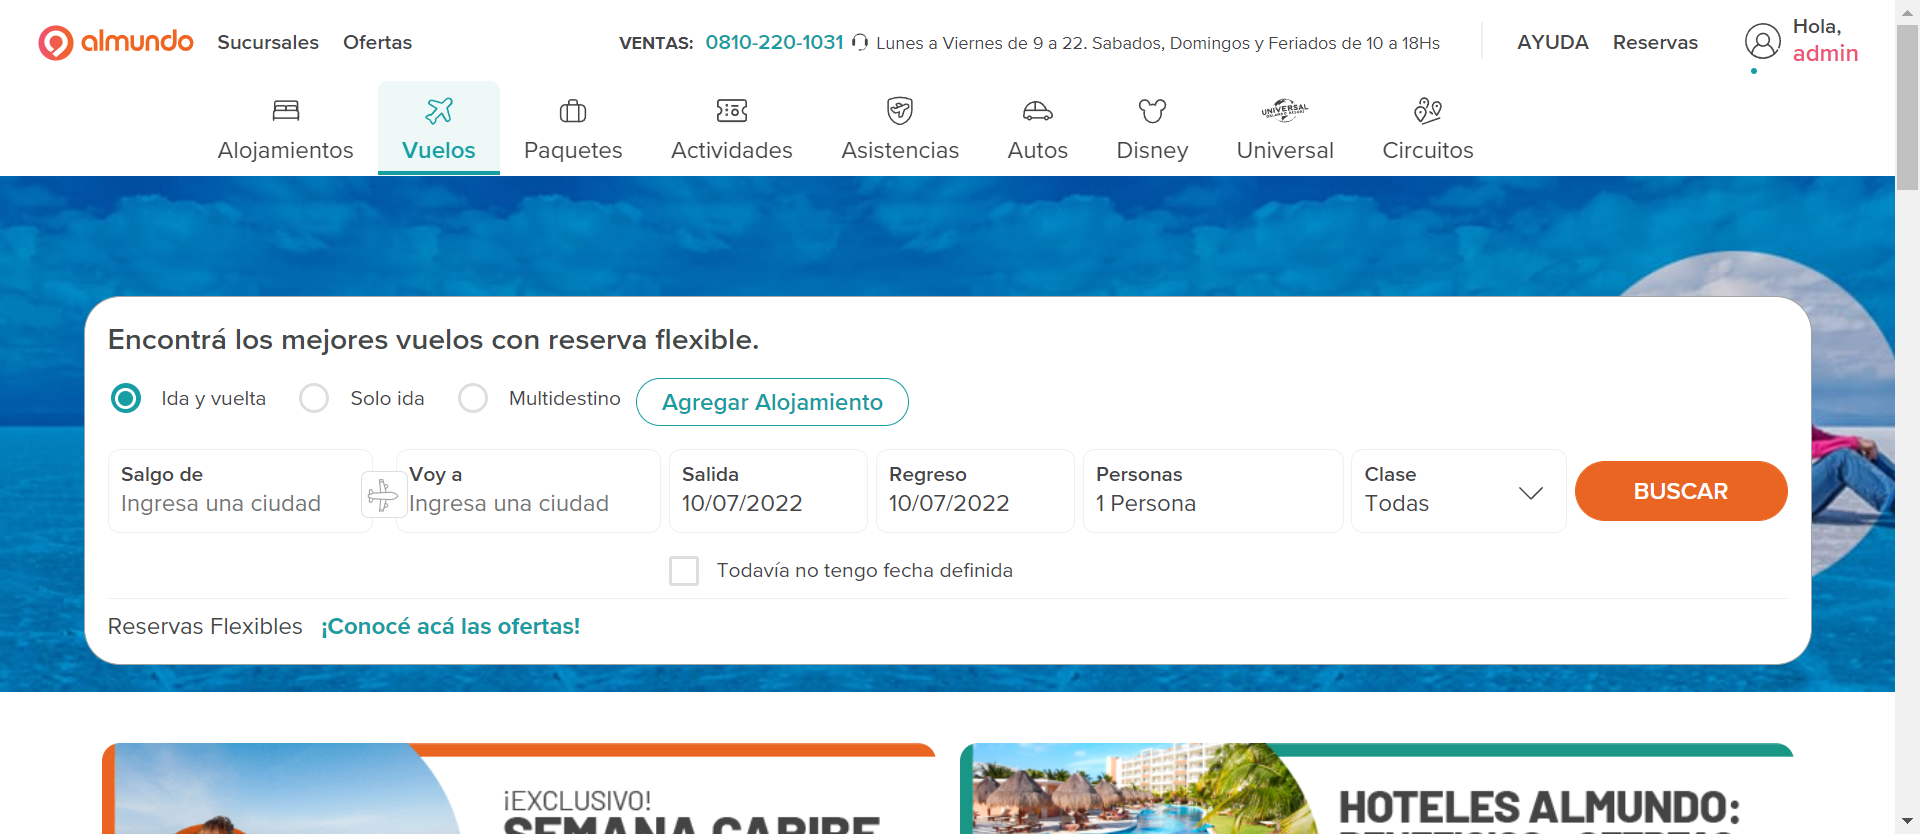 almundo Sucursales Ofertas VENTAS: 0810-220-1031 Lunes a Viernes de 9 a 22. Sabados, Domingos y Feriados de 10 a 18Hs AYUDA Reservas Hola,
admin
Alojamientos Vuelos Paquetes Actividades Asistencias Autos Disney Universal Circuitos
UNIVERSAL
Encontrá los mejores vuelos con reserva flexible.
Ida y vuelta Solo ida Multidestino Agregar Alojamiento
Salgo de Voy a Salida Regreso Personas Clase
Ingresa una ciudad Ingresa una ciudad 10/07/2022 10/07/2022 1 Persona Todas BUSCAR
Todavía no tengo fecha definida
Reservas Flexibles ¡Conocé acá las ofertas!
¡EXCLUSIVO!
SEMANA CARIBE
HOTELES ALMUNDO: